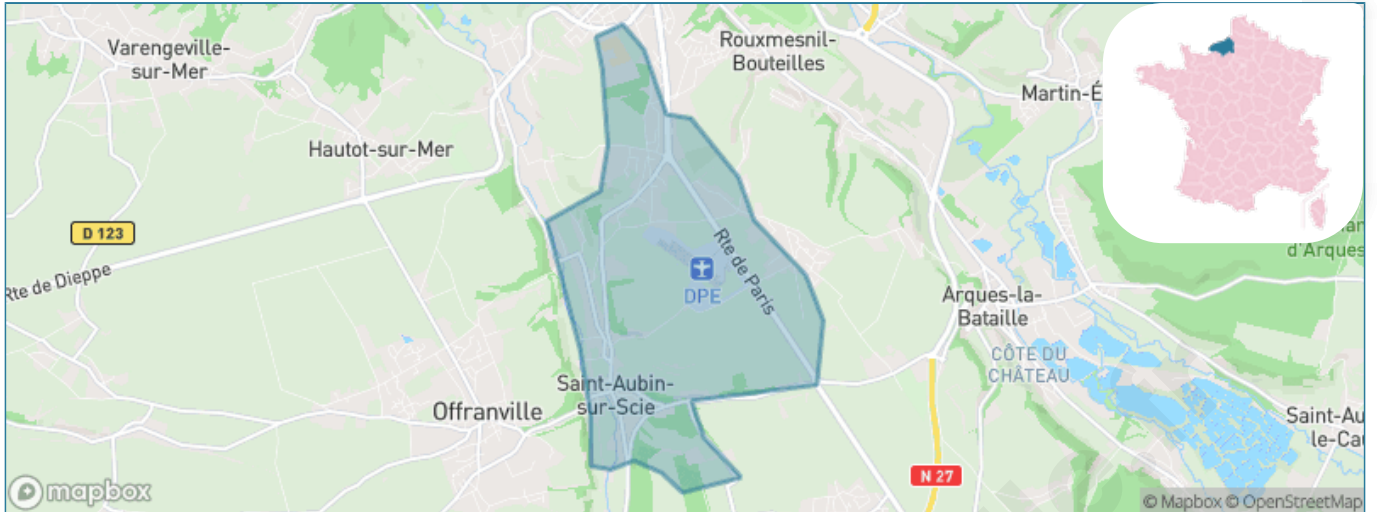 Varengeville-
sur-Mer
Rouxmesnil-
Bouteilles
Martin-É
Hautot-sur-Mer
D 123
Rte de Dieppe
Rte de Paris
DPE
d'Arques
Arques-la-
Bataille
CÔTE DU
CHÂTEAU
Saint-Aubin-
sur-Scie
Offranville
Saint-Au
le-Cau
N 27
mapbox
© Mapbox © OpenStreetMap